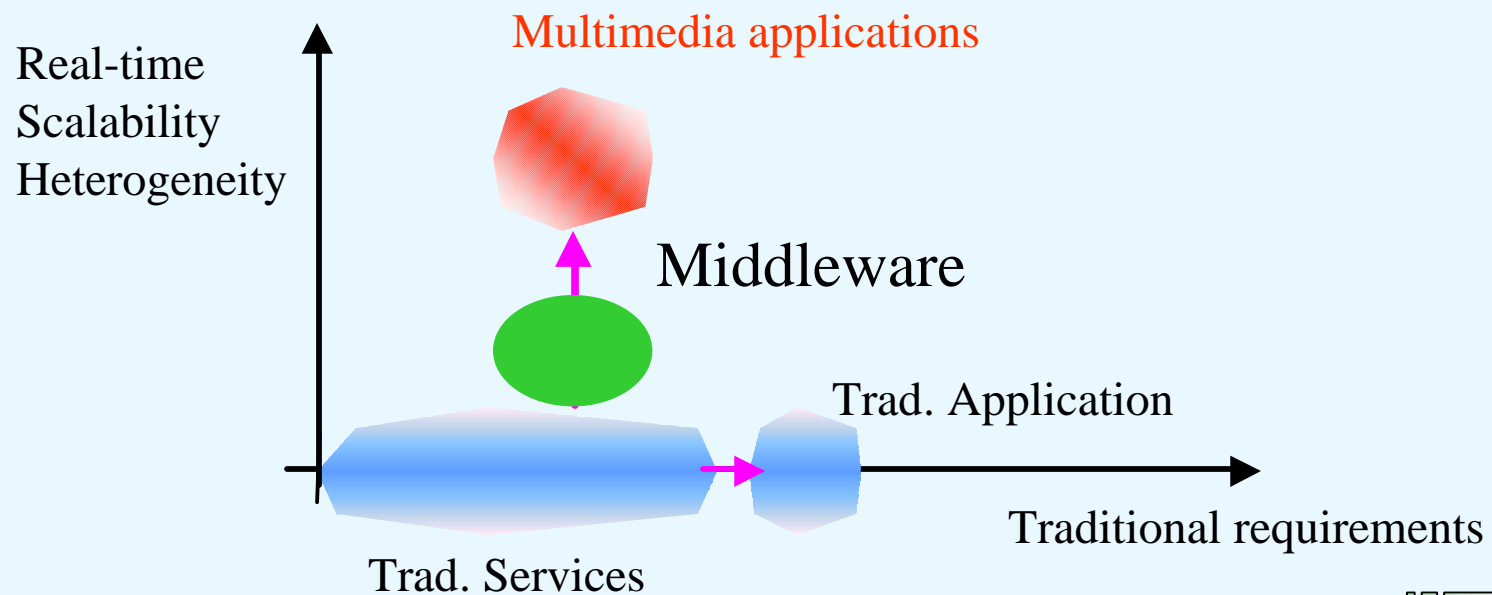 Multimedia applications
Real-time
Scalability
Heterogeneity
Middleware
Trad. Application
Traditional requirements
Trad. Services